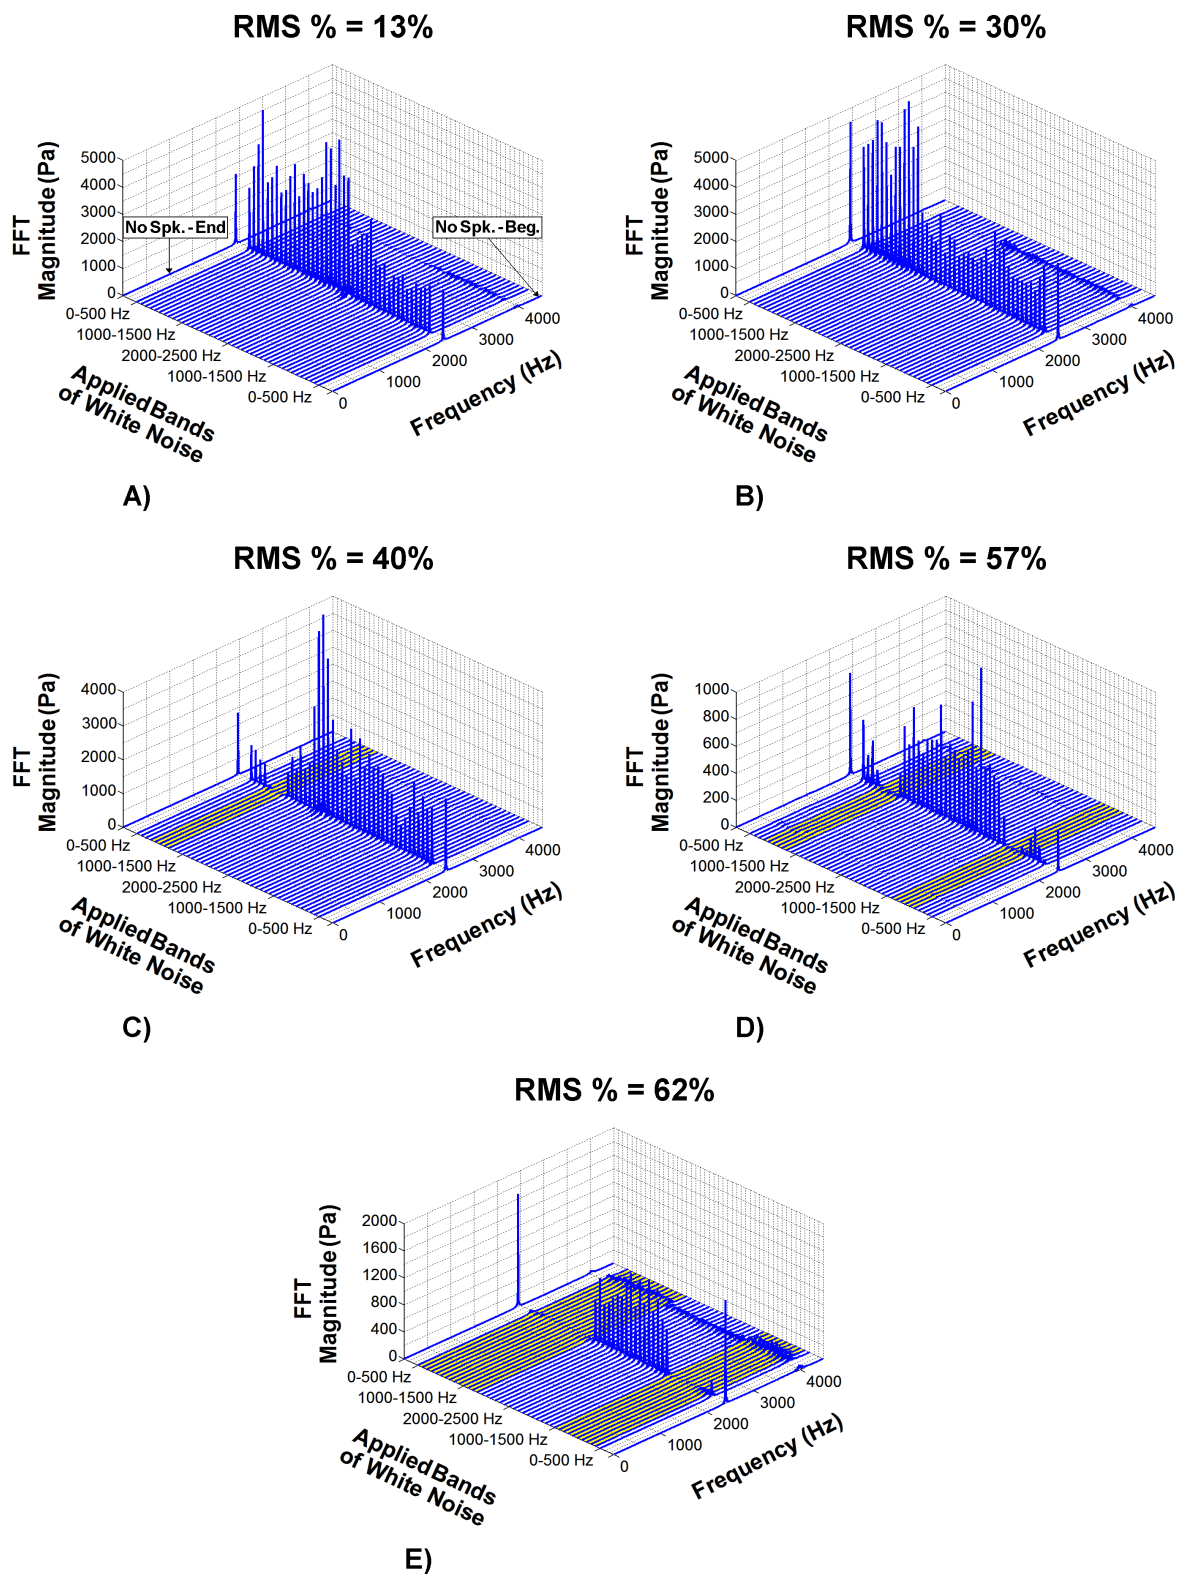 RMS % = 13%
FFT
Magnitude (Pa)
5000
4000
3000
2000
1000
0
No Spk. - End
No Spk. - Beg.
0-500 Hz
1000-1500 Hz
2000-2500 Hz
1000-1500 Hz
0-500 Hz
0
1000
2000
3000
4000
Applied Bands
of White Noise
Frequency (Hz)
A)
RMS % = 30%
FFT
Magnitude (Pa)
5000
4000
3000
2000
1000
0
0-500 Hz
1000-1500 Hz
2000-2500 Hz
1000-1500 Hz
0-500 Hz
0
1000
2000
3000
4000
Applied Bands
of White Noise
Frequency (Hz)
B)
RMS % = 40%
FFT
Magnitude (Pa)
4000
3000
2000
1000
0
0-500 Hz
1000-1500 Hz
2000-2500 Hz
1000-1500 Hz
0-500 Hz
0
1000
2000
3000
4000
Applied Bands
of White Noise
Frequency (Hz)
C)
RMS % = 57%
FFT
Magnitude (Pa)
1000
800
600
400
200
0
0-500 Hz
1000-1500 Hz
2000-2500 Hz
1000-1500 Hz
0-500 Hz
0
1000
2000
3000
4000
Applied Bands
of White Noise
Frequency (Hz)
D)
RMS % = 62%
FFT
Magnitude (Pa)
2000
1600
1200
800
400
0
0-500 Hz
1000-1500 Hz
2000-2500 Hz
1000-1500 Hz
0-500 Hz
0
1000
2000
3000
4000
Applied Bands
of White Noise
Frequency (Hz)
E)